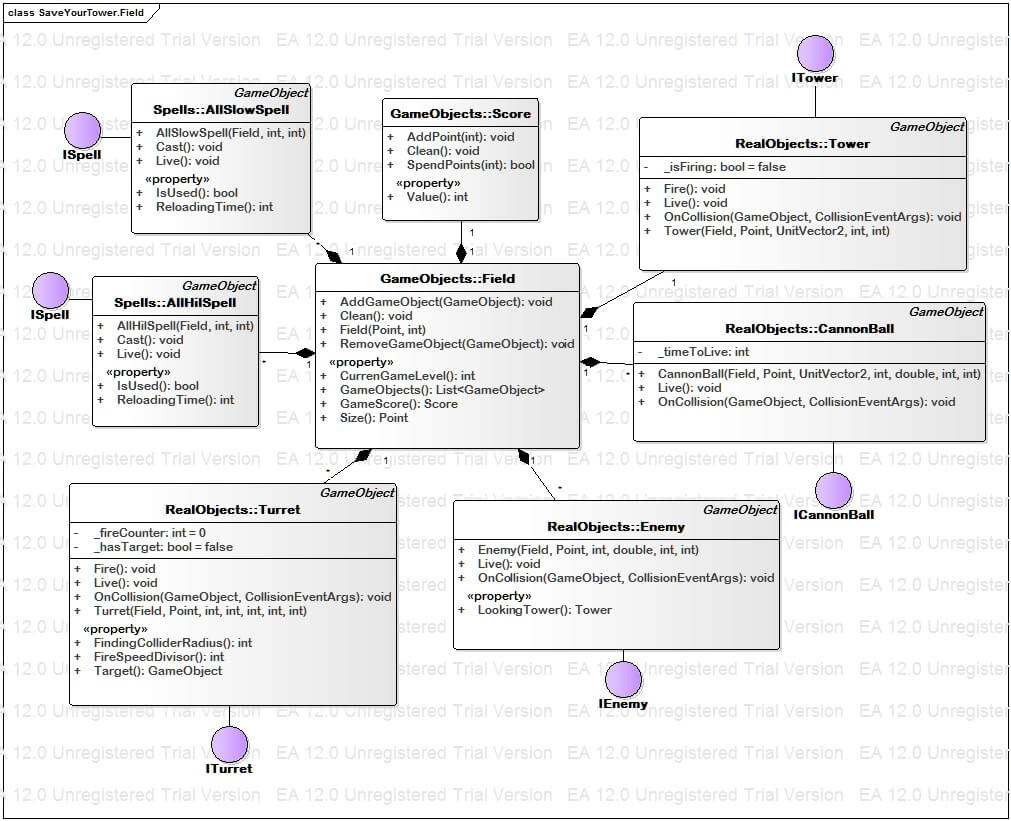 class SaveYourTower.Field
12.0 Unregistered Trial Version EA 12.0 Unregistered Trial Version EA 12.0 Unregistered Trial Version EA 12.0 Unregister
ITower
GameObject
Spells::AllSlowSpell
+ AllSlowSpell(Field, int, int)
+ Cast(): void
+ Live(): void
«property»
+ IsUsed(): bool
+ ReloadingTime(): int
ISpell
GameObjects::Score
+ AddPoint(int): void
+ Clean(): void
+ SpendPoints(int): bool
«property»
+ Value(): int
GameObject
RealObjects::Tower
- _isFiring: bool = false
+ Fire(): void
+ Live(): void
+ OnCollision(GameObject, CollisionEventArgs): void
+ Tower(Field, Point, UnitVector2, int, int)
* 1
1
1
1
1
GameObject
Spells::AllHilSpell
+ AllHilSpell(Field, int, int)
+ Cast(): void
+ Live(): void
«property»
+ IsUsed(): bool
+ ReloadingTime(): int
ISpell
* 1
GameObjects::Field
+ AddGameObject(GameObject): void
+ Clean(): void
+ Field(Point, int)
+ RemoveGameObject(GameObject): void
«property»
+ CurrenGameLevel(): int
+ GameObjects(): List<GameObject>
+ GameScore(): Score
+ Size(): Point
GameObject
RealObjects::CannonBall
- _timeToLive: int
+ CannonBall(Field, Point, UnitVector2, int, double, int, int)
+ Live(): void
+ OnCollision(GameObject, CollisionEventArgs): void
1 *
ICannonBall
* 1
1 *
GameObject
RealObjects::Turret
- _fireCounter: int = 0
- _hasTarget: bool = false
+ Fire(): void
+ Live(): void
+ OnCollision(GameObject, CollisionEventArgs): void
+ Turret(Field, Point, int, int, int, int, int)
«property»
+ FindingColliderRadius(): int
+ FireSpeedDivisor(): int
+ Target(): GameObject
ITurret
GameObject
RealObjects::Enemy
+ Enemy(Field, Point, int, double, int, int)
+ Live(): void
+ OnCollision(GameObject, CollisionEventArgs): void
«property»
+ LookingTower(): Tower
IEnemy